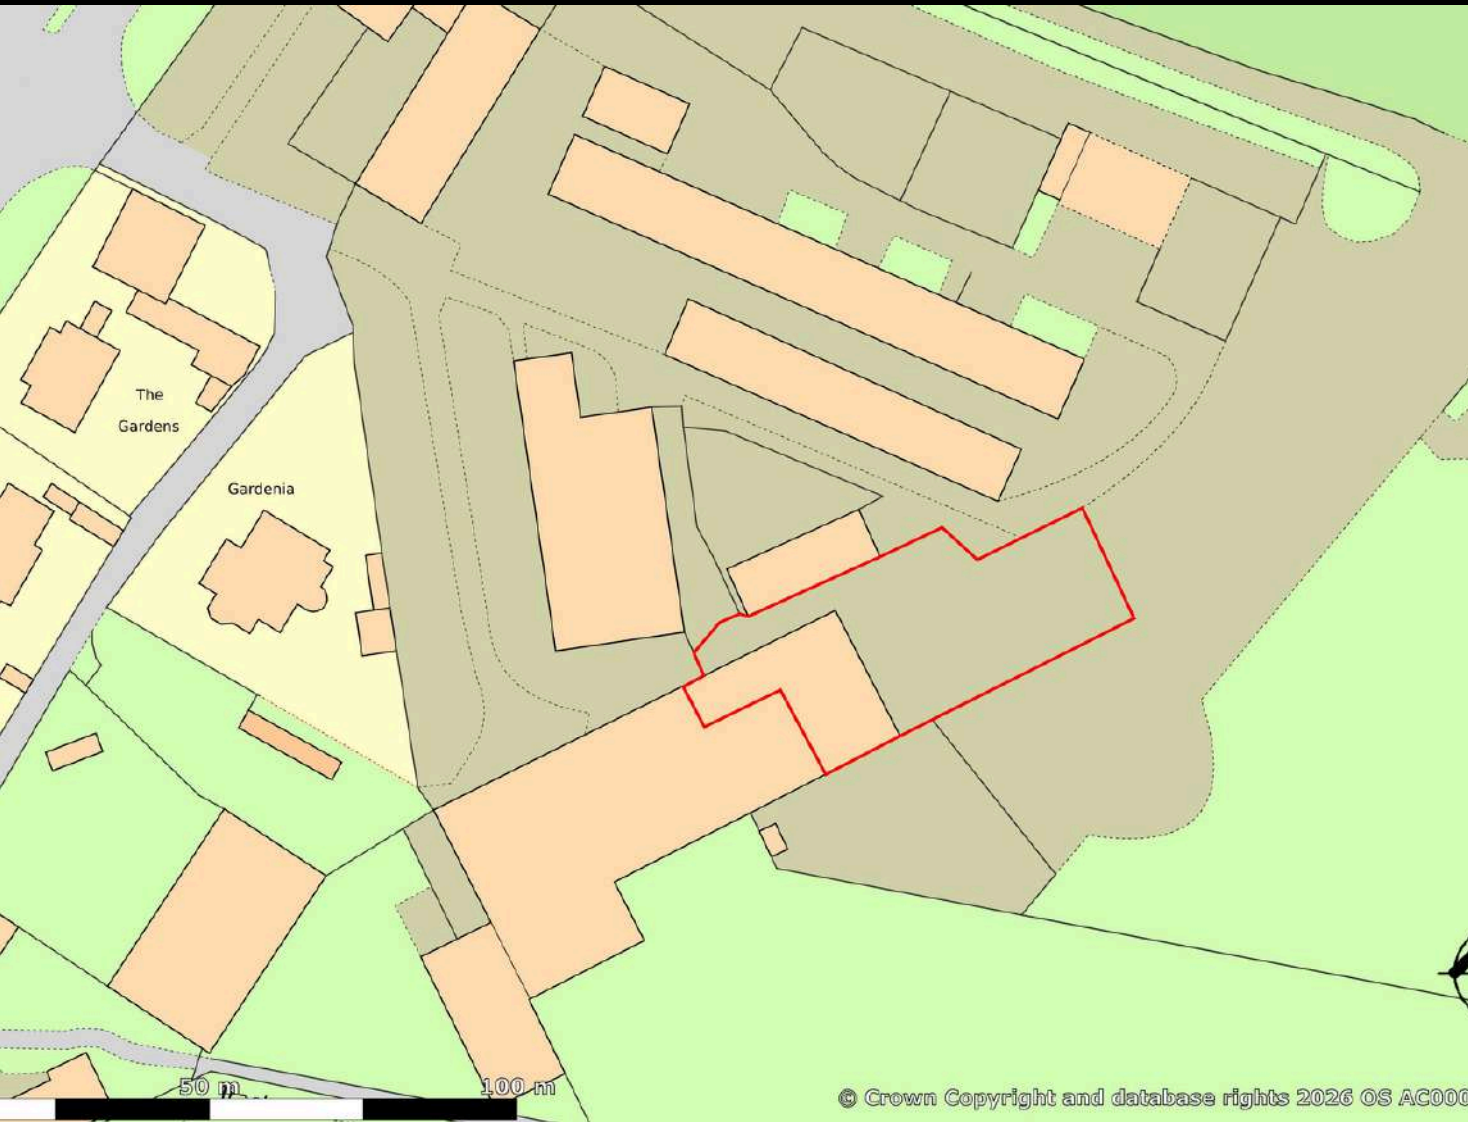 The
Gardens
Gardenia
50 m
100 m
© Crown Copyright and database rights 2026 OS AC000